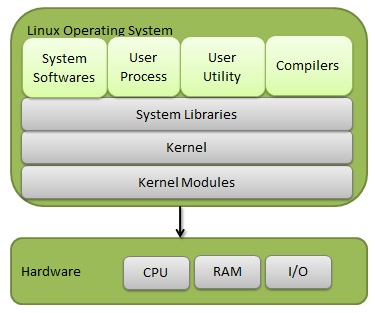 Linux Operating System
System
Softwares
User
Process
User
Utility
Compilers
System Libraries
Kernel
Kernel Modules
Hardware
CPU
RAM
I/O